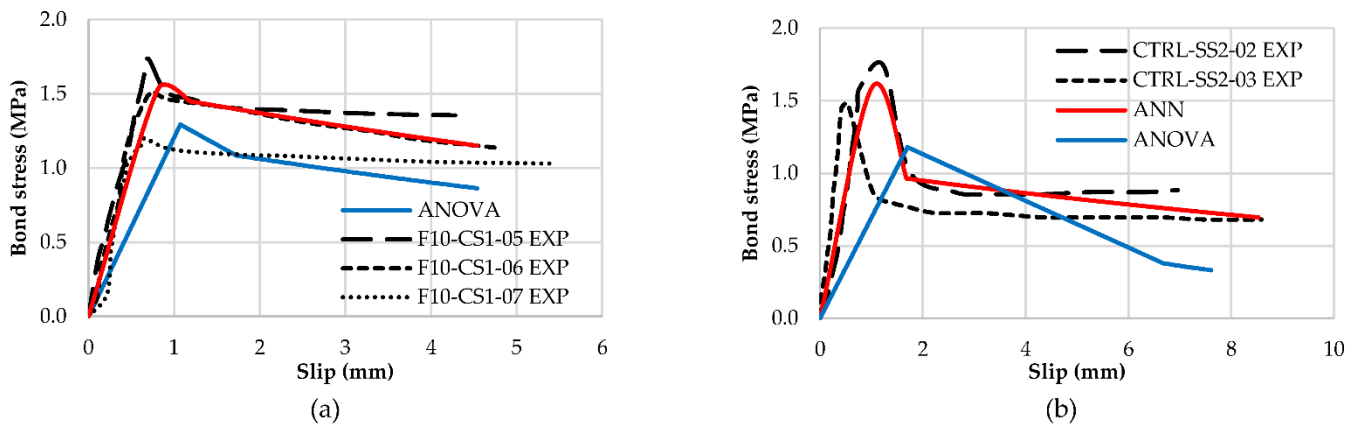 2.0
1.5
1.0
0.5
0.0
Bond stress (MPa)
ANOVA
F10-CS1-05 EXP
F10-CS1-06 EXP
F10-CS1-07 EXP
0 1 2 3 4 5 6
Slip (mm)
(a)
2.0
1.5
1.0
0.5
0.0
Bond stress (MPa)
CTRL-SS2-02 EXP
CTRL-SS2-03 EXP
ANN
ANOVA
0 2 4 6 8 10
Slip (mm)
(b)